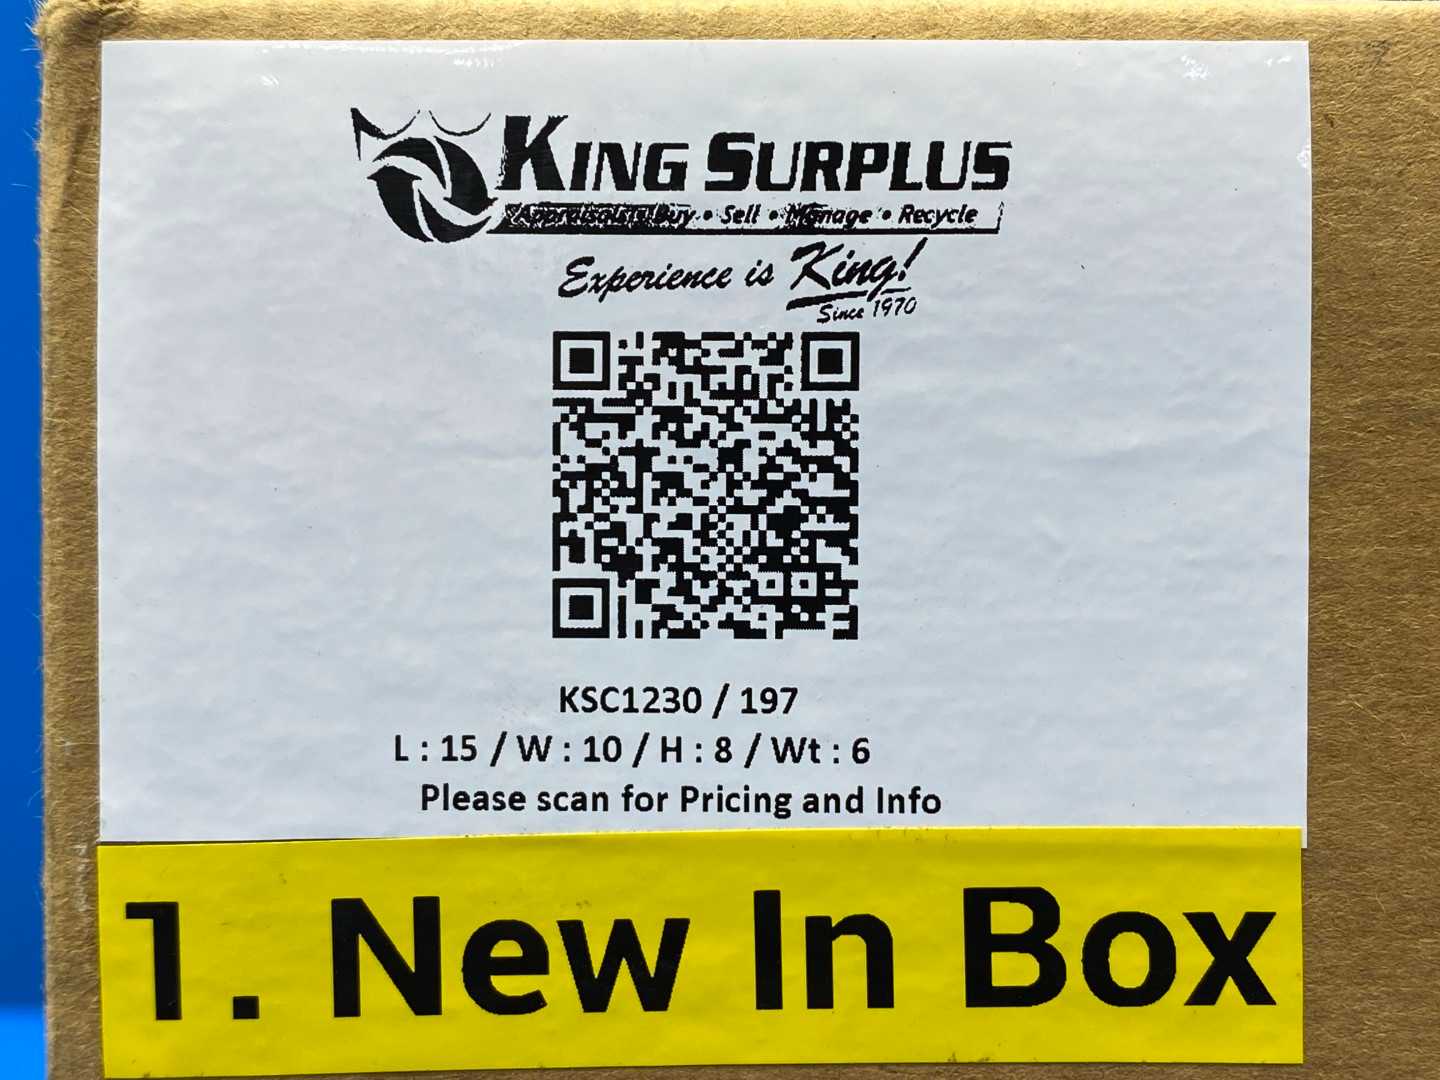 KING SURPLUS
Appraisals • Buy • Sell • Manage • Recycle
Experience is King!
Since 1970
KSC1230 / 197
L : 15 / W : 10 / H : 8 / Wt : 6
Please scan for Pricing and Info
1. New In Box